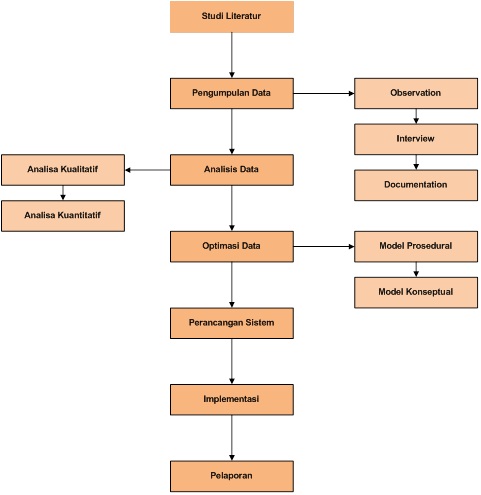 Studi Literatur
Pengumpulan Data
Observation
Interview
Documentation
Analisis Data
Analisa Kualitatif
Analisa Kuantitatif
Optimasi Data
Model Prosedural
Model Konseptual
Perancangan Sistem
Implementasi
Pelaporan